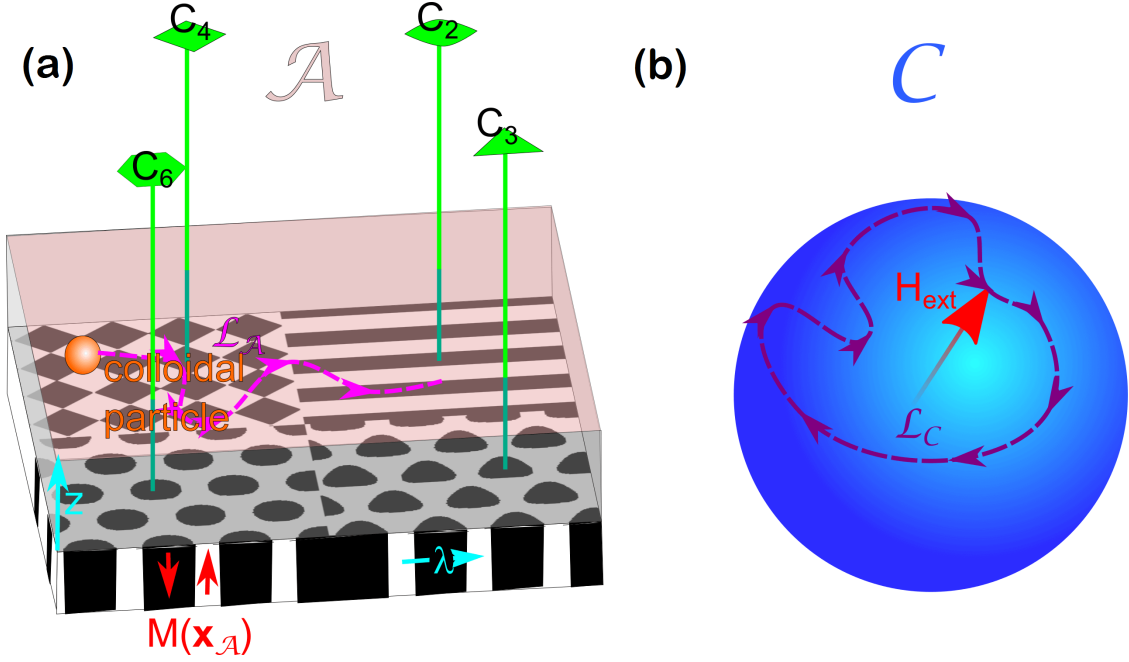 (a)
C₄
𝒜
C₂
C₃
C₆
ℒ𝒜
colloidal
particle
z
λ
M(x𝒜)
(b)
𝒞
Hext
ℒ𝒞